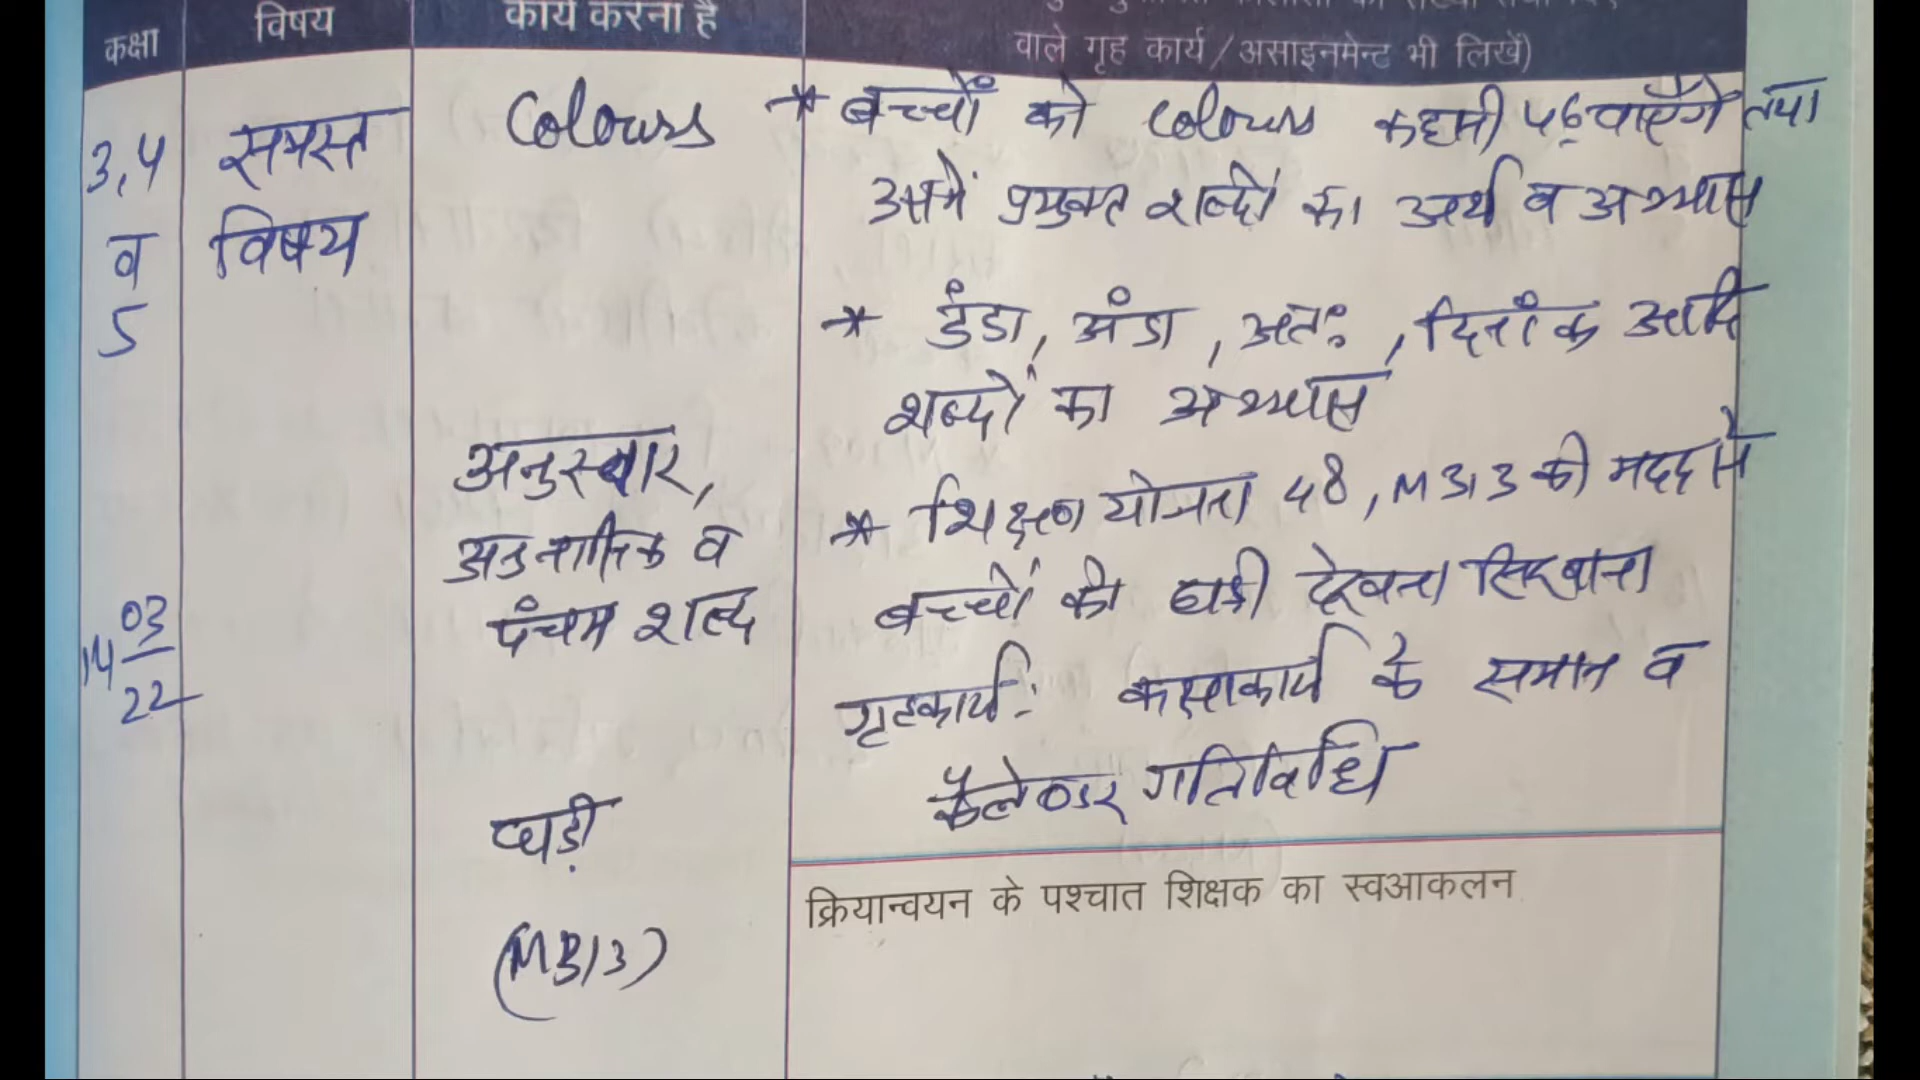 कक्षा
विषय
कार्य करना है
वाले गृह कार्य / असाइनमेन्ट भी लिखें)
3,4
व
5
14 03
22
समस्त
विषय
Colours
अनुस्वार,
अनुनासिक व
पंचम शब्द
घड़ी
(M313)
* बच्चों को colours कहानी पढ़वाएँगे तथा
उसमें प्रयुक्त शब्दों का अर्थ व अभ्यास
* डंडा, अंडा, अतः, दिनांक आदि
शब्दों का अभ्यास
* शिक्षण योजना 48, M313 की मदद से
बच्चों को घड़ी देखना सिखाना
गृहकार्य:- कक्षाकार्य के समान व
कैलेण्डर गतिविधि
क्रियान्वयन के पश्चात शिक्षक का स्वआकलन